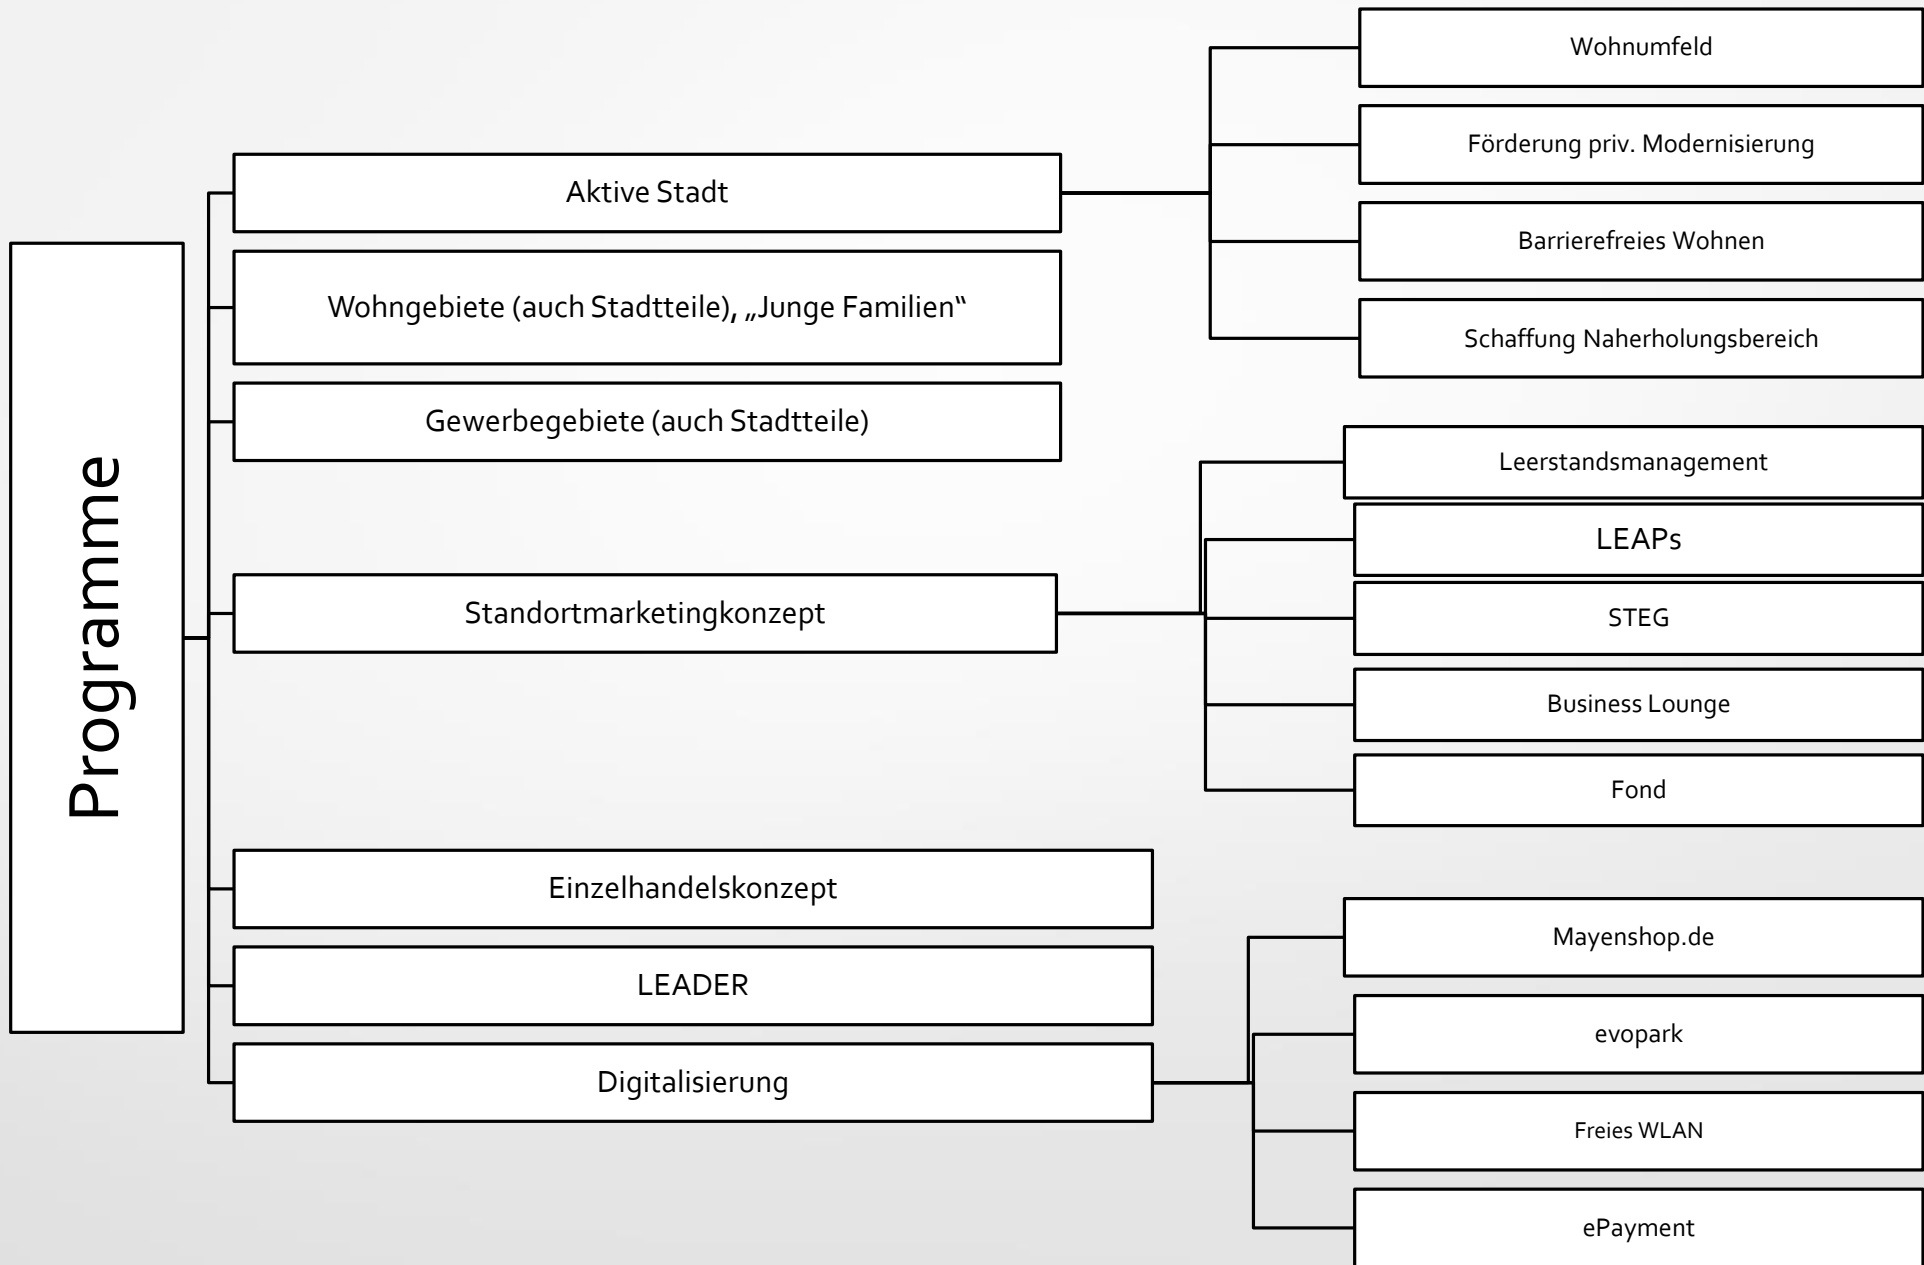 Programme
Aktive Stadt
Wohnumfeld
Förderung priv. Modernisierung
Barrierefreies Wohnen
Schaffung Naherholungsbereich
Wohngebiete (auch Stadtteile), „Junge Familien“
Gewerbegebiete (auch Stadtteile)
Standortmarketingkonzept
Leerstandsmanagement
LEAPs
STEG
Business Lounge
Fond
Einzelhandelskonzept
LEADER
Digitalisierung
Mayenshop.de
evopark
Freies WLAN
ePayment